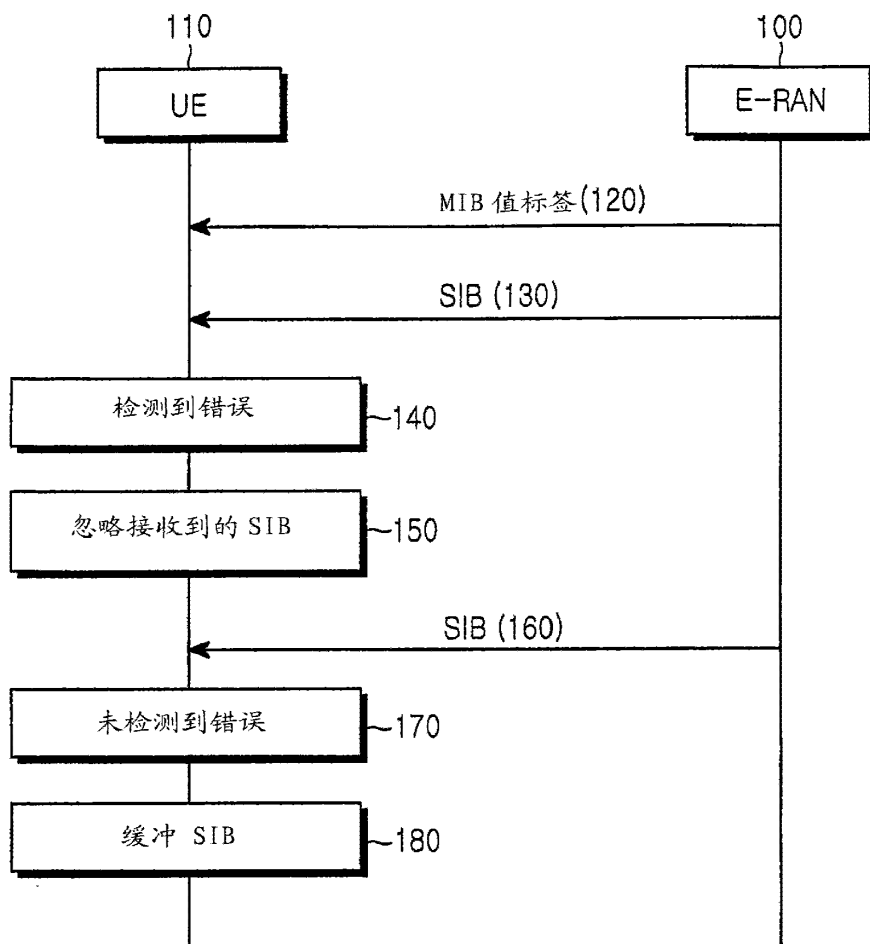 110
100
UE
E-RAN
MIB 值标签(120)
SIB (130)
检测到错误
140
忽略接收到的 SIB
150
SIB (160)
未检测到错误
170
缓冲 SIB
180